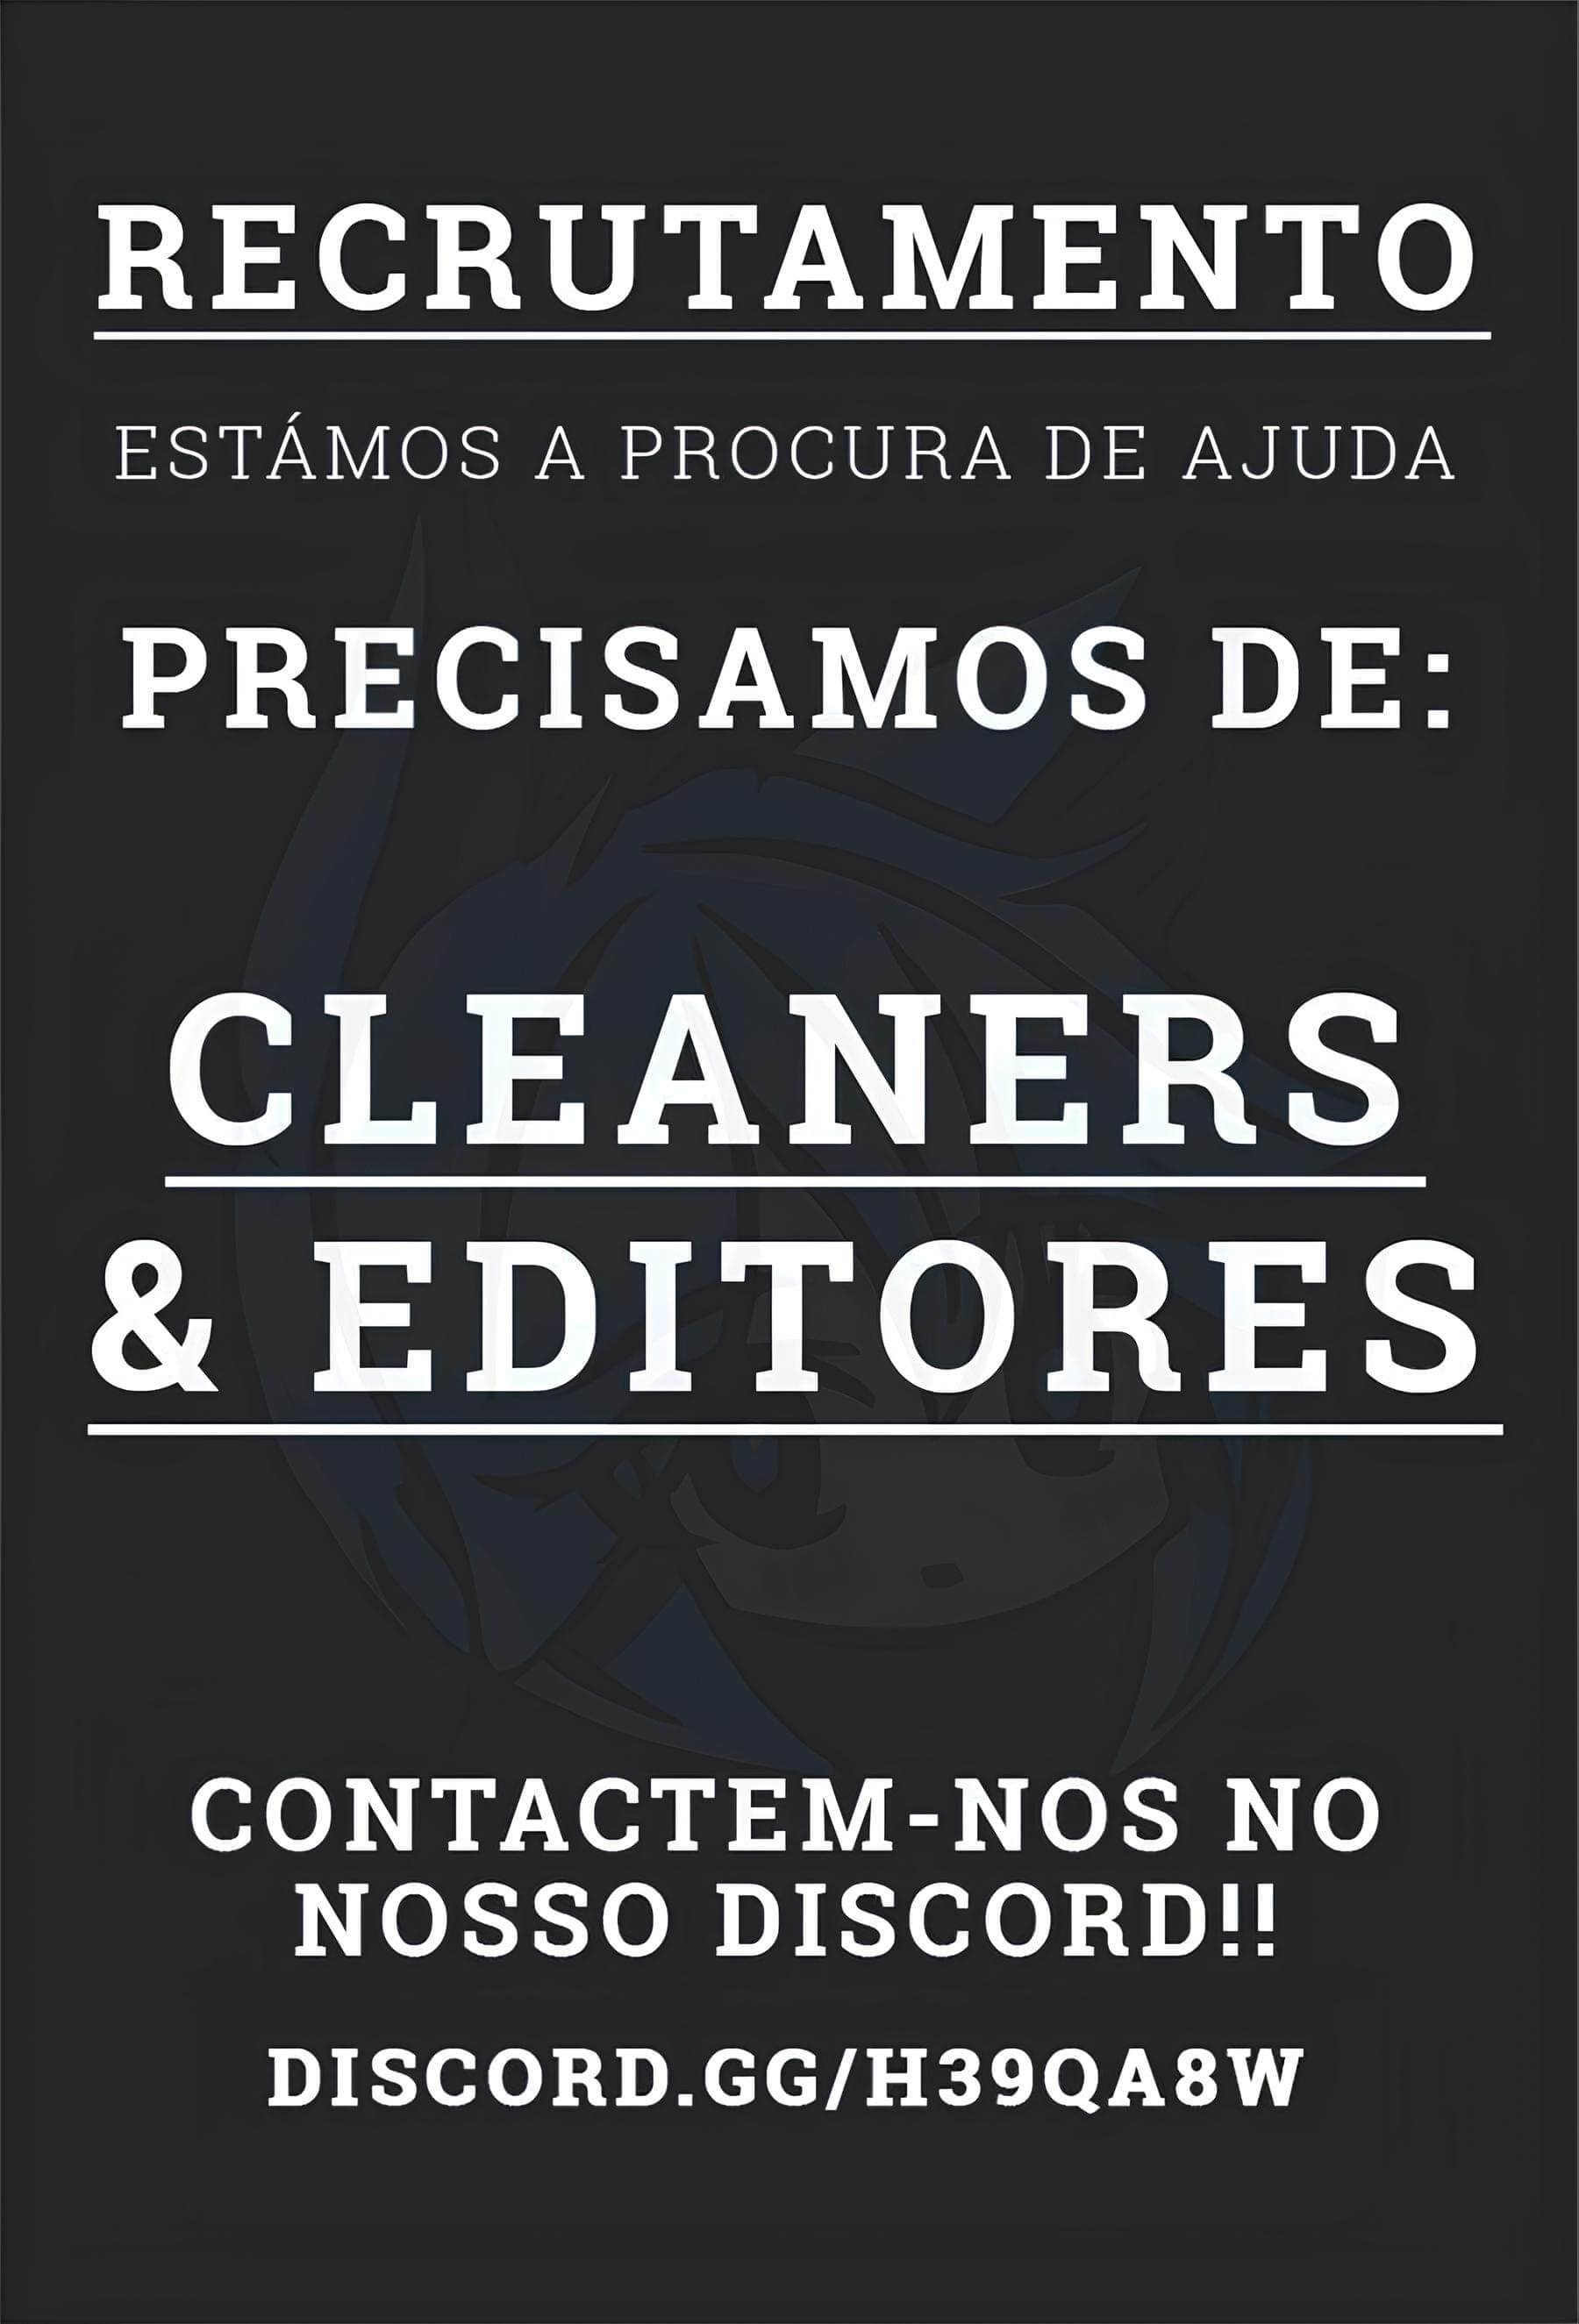 RECRUTAMENTO
ESTÁMOS A PROCURA DE AJUDA
PRECISAMOS DE:
CLEANERS
& EDITORES
CONTACTEM-NOS NO
NOSSO DISCORD!!
DISCORD.GG/H39QA8W